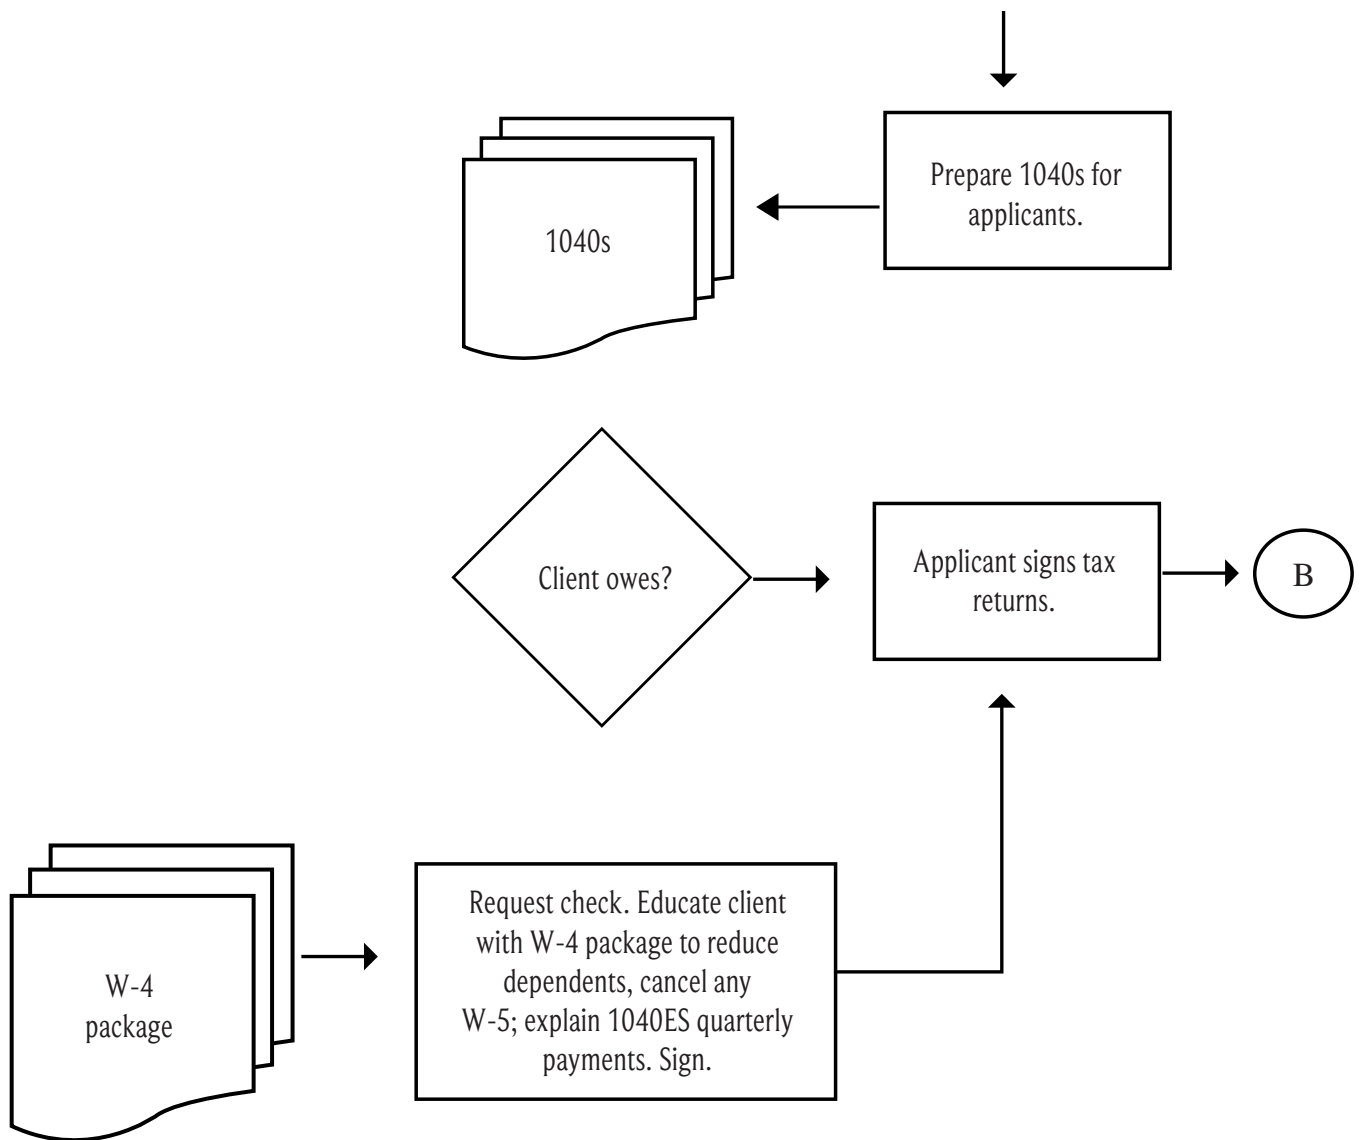 Prepare 1040s for
applicants.
1040s
Client owes?
Applicant signs tax
returns.
B
W-4
package
Request check. Educate client
with W-4 package to reduce
dependents, cancel any
W-5; explain 1040ES quarterly
payments. Sign.